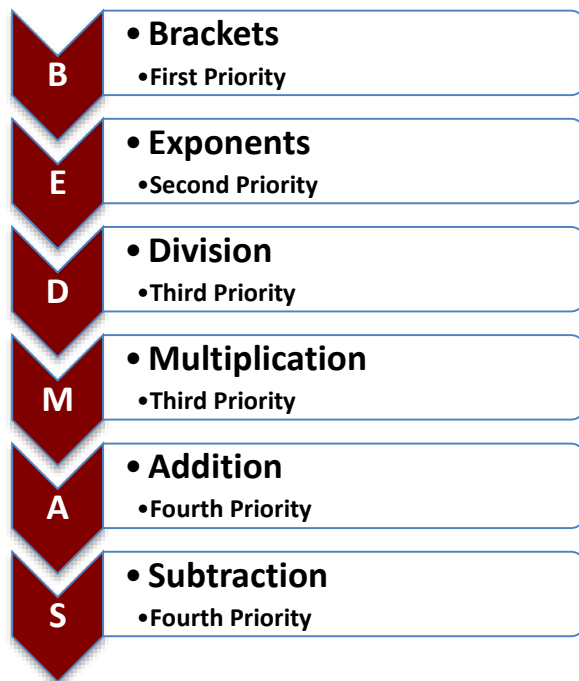 B
• Brackets
•First Priority
E
• Exponents
•Second Priority
D
• Division
•Third Priority
M
• Multiplication
•Third Priority
A
• Addition
•Fourth Priority
S
• Subtraction
•Fourth Priority